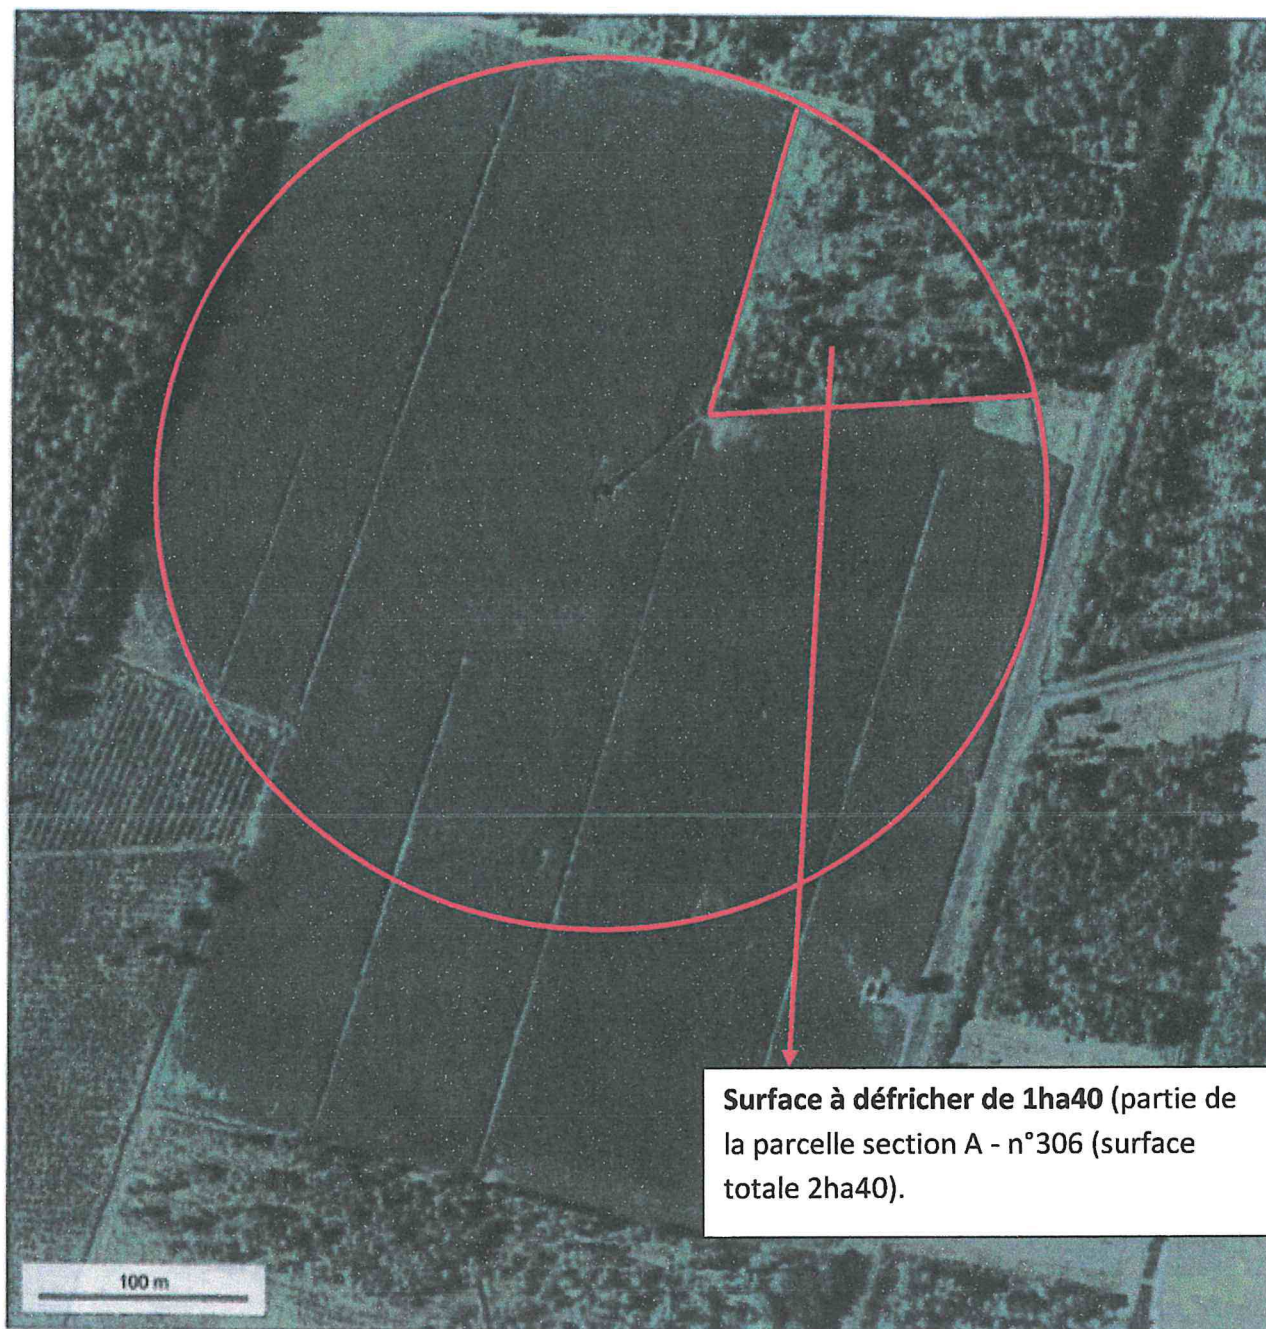 Surface à défricher de 1ha40 (partie de
la parcelle section A - n°306 (surface
totale 2ha40).
100 m